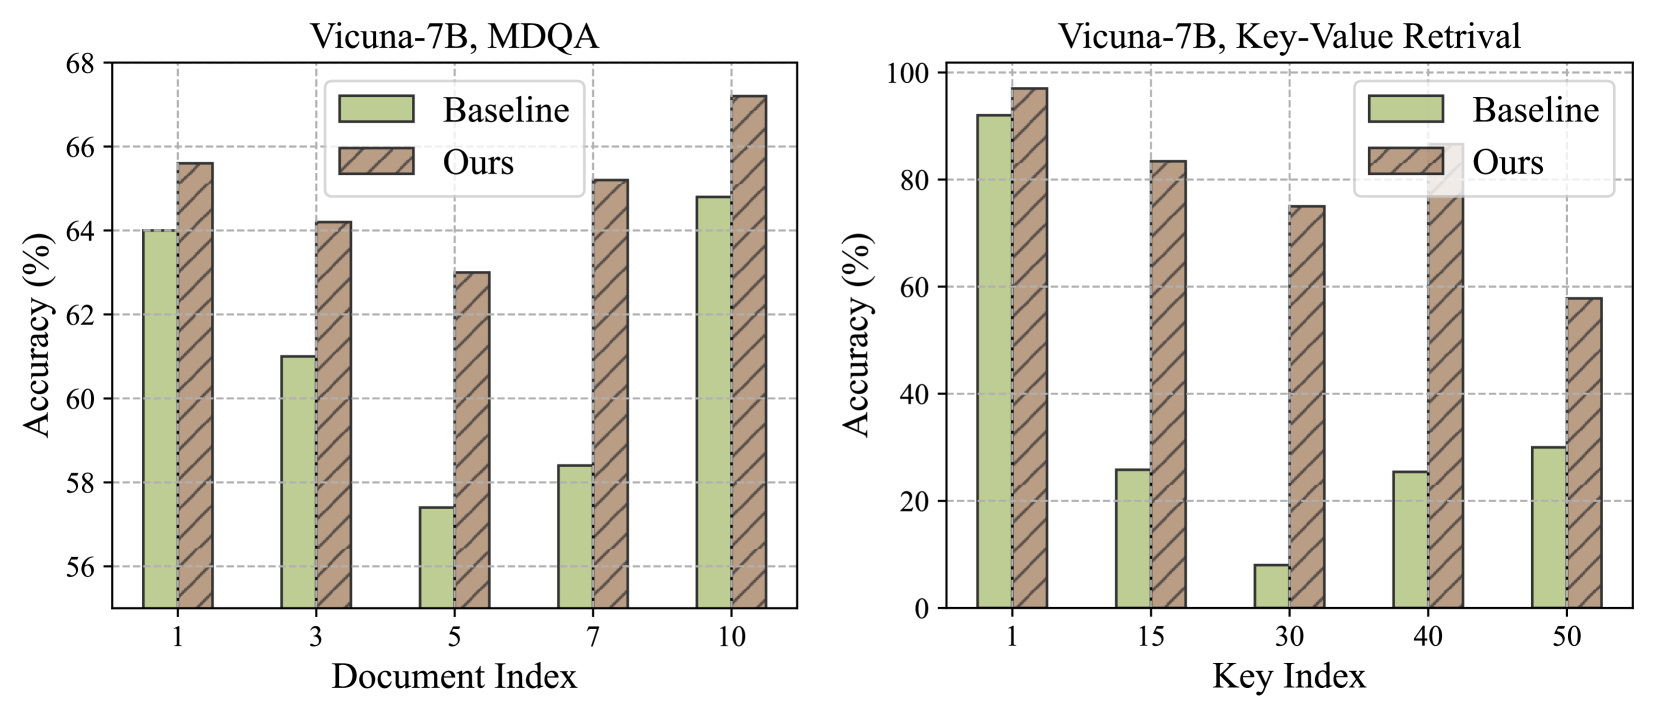 Vicuna-7B, MDQA
68
66
64
62
60
58
56
Accuracy (%)
Baseline
Ours
1 3 5 7 10
Document Index
Vicuna-7B, Key-Value Retrival
100
80
60
40
20
0
Accuracy (%)
Baseline
Ours
1 15 30 40 50
Key Index